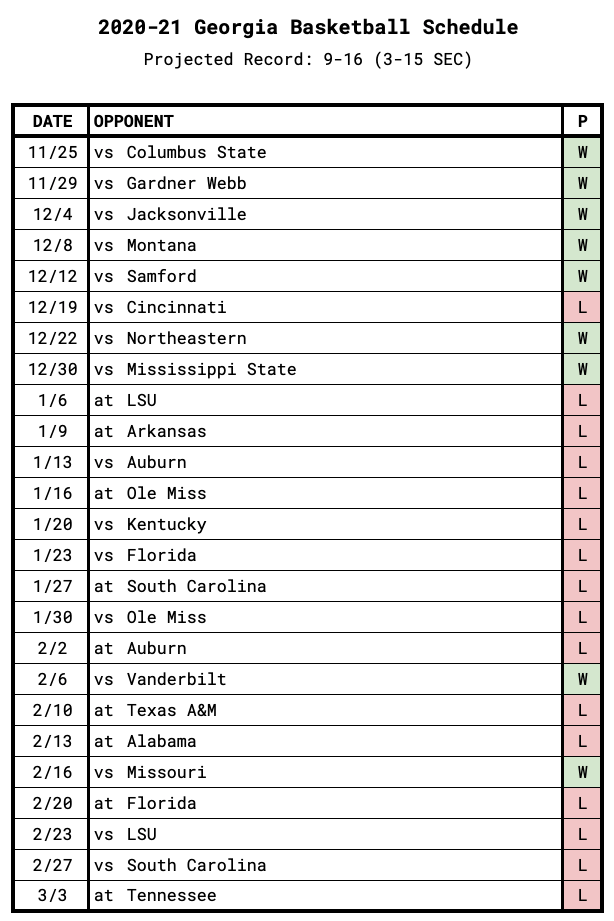 2020-21 Georgia Basketball Schedule
Projected Record: 9-16 (3-15 SEC)
DATE OPPONENT P
11/25 vs Columbus State W
11/29 vs Gardner Webb W
12/4 vs Jacksonville W
12/8 vs Montana W
12/12 vs Samford W
12/19 vs Cincinnati L
12/22 vs Northeastern W
12/30 vs Mississippi State W
1/6 at LSU L
1/9 at Arkansas L
1/13 vs Auburn L
1/16 at Ole Miss L
1/20 vs Kentucky L
1/23 vs Florida L
1/27 at South Carolina L
1/30 vs Ole Miss L
2/2 at Auburn L
2/6 vs Vanderbilt W
2/10 at Texas A&M L
2/13 at Alabama L
2/16 vs Missouri W
2/20 at Florida L
2/23 vs LSU L
2/27 vs South Carolina L
3/3 at Tennessee L